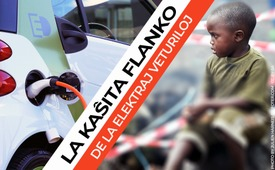 LA KAŜITA FLANKO
DE LA ELEKTRAJ VETURILOJ